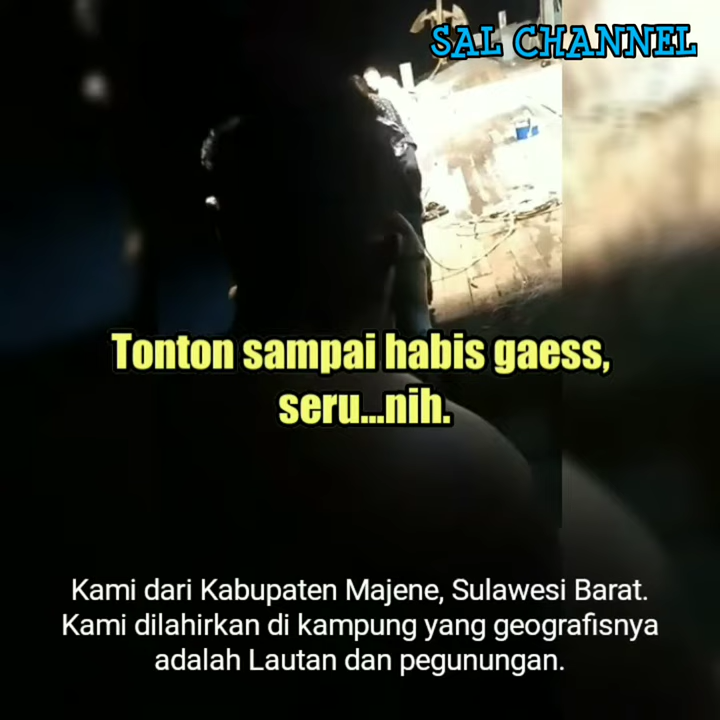 SAL CHANNEL
Tonton sampai habis gaess,
seru...nih.
Kami dari Kabupaten Majene, Sulawesi Barat.
Kami dilahirkan di kampung yang geografisnya
adalah Lautan dan pegunungan.